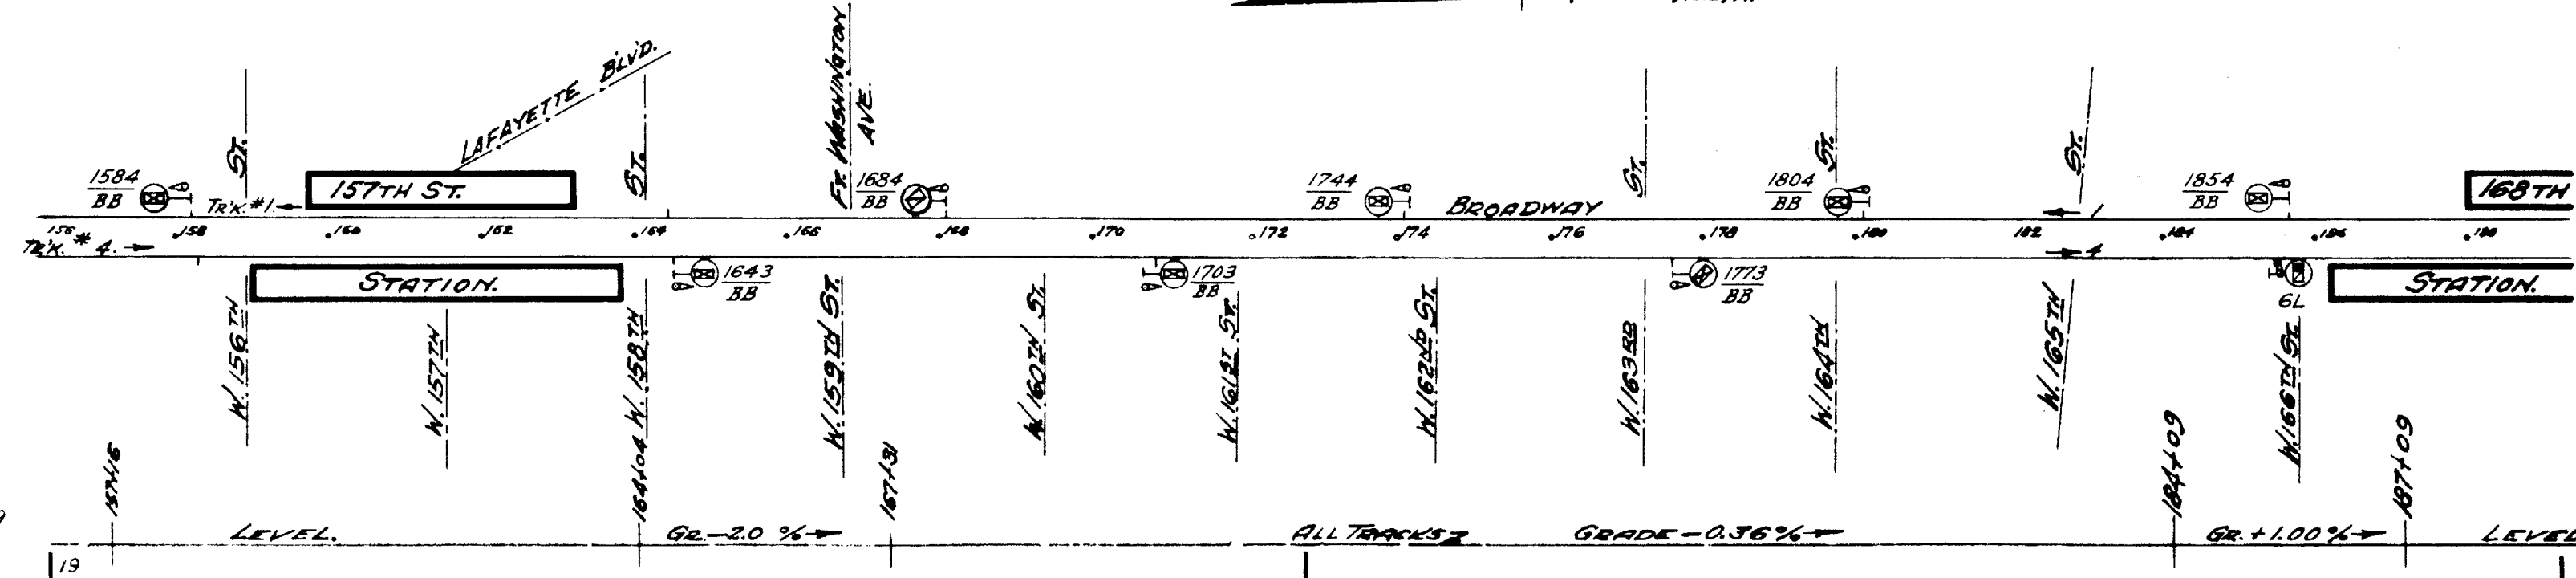 FT. WASHINGTON
AVE.
LAFAYETTE BLVD.
ST.
ST.
ST.
ST.
ST.
1584
BB
157TH ST.
1684
BB
1744
BB
1804
BB
1854
BB
168TH
TR'K. #1.
BROADWAY
1
156 .158 .160 .162 .164 .166 .168 .170 .172 .174 .176 .178 .180 182 .184 .186 .188
TR'K. # 4.
4
STATION.
1643
BB
1703
BB
1773
BB
6L
STATION.
W. 156TH
W. 157TH
W. 158TH
W. 159TH ST.
W. 160TH ST.
W. 161ST ST.
W. 162ND ST.
W. 163RD
W. 164TH
W. 165TH
W. 166TH ST.
157+16
164+04
167+31
184+09
187+09
LEVEL.
GR.-2.0 %
ALL TRACKS
GRADE-0.36%
GR.+1.00%
LEVEL
19